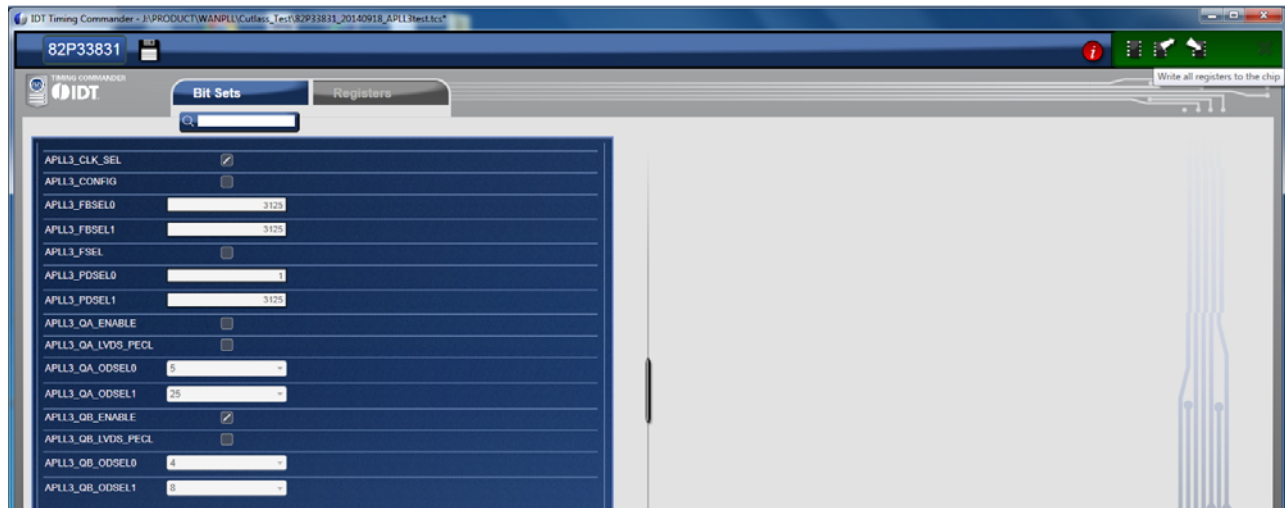 IDT Timing Commander - J:\PRODUCT\WANPLL\Cutlass_Test\82P33831_20140918_APLL3test.tcs*
82P33831
i
Write all registers to the chip
TIMING COMMANDER
IDT
Bit Sets
Registers
APLL3_CLK_SEL
APLL3_CONFIG
APLL3_FBSEL0 3125
APLL3_FBSEL1 3125
APLL3_FSEL
APLL3_PDSEL0 1
APLL3_PDSEL1 3125
APLL3_QA_ENABLE
APLL3_QA_LVDS_PECL
APLL3_QA_ODSEL0 5
APLL3_QA_ODSEL1 25
APLL3_QB_ENABLE
APLL3_QB_LVDS_PECL
APLL3_QB_ODSEL0 4
APLL3_QB_ODSEL1 8